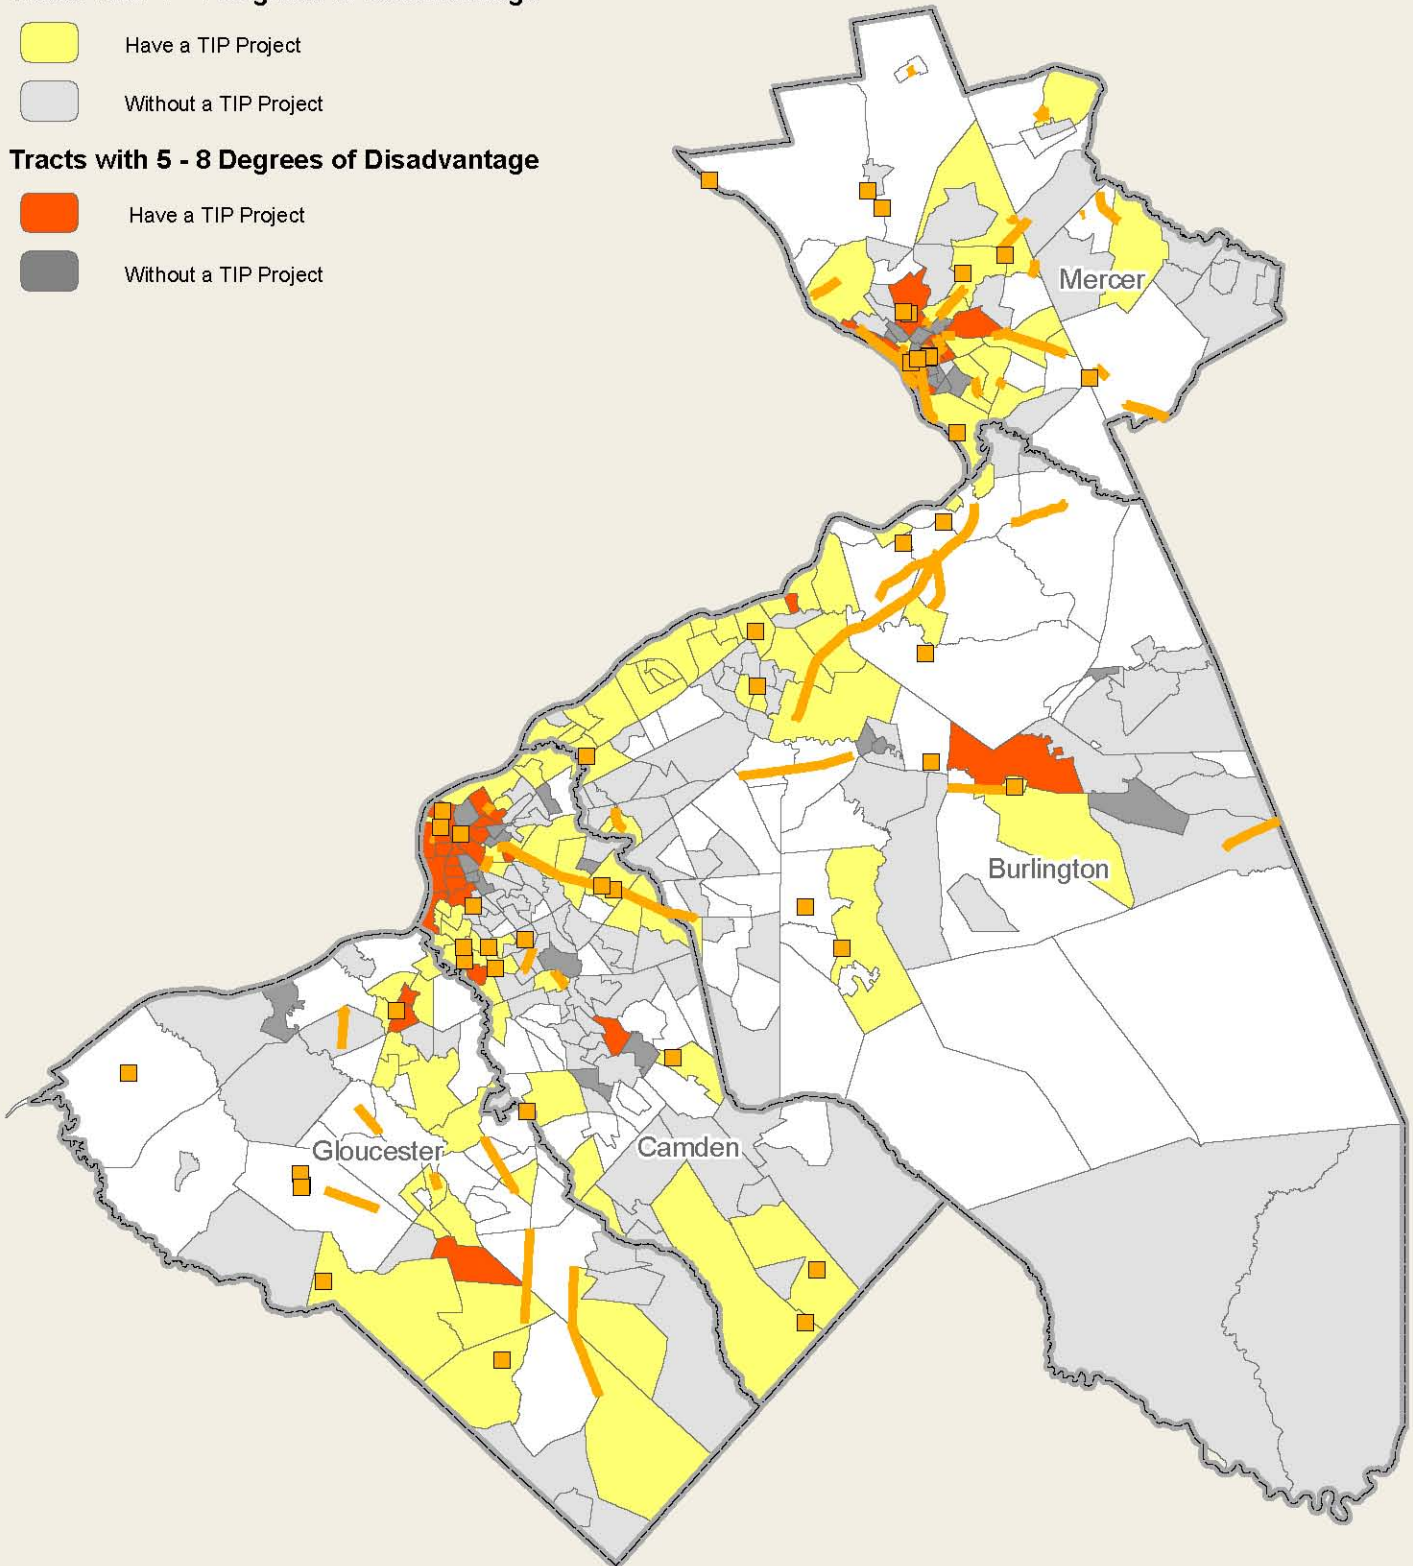 Have a TIP Project
Without a TIP Project
Tracts with 5 - 8 Degrees of Disadvantage
Have a TIP Project
Without a TIP Project
Mercer
Burlington
Gloucester
Camden